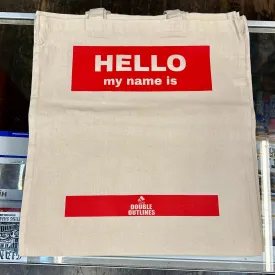 HELLO
my name is
DOUBLE
OUTLINES